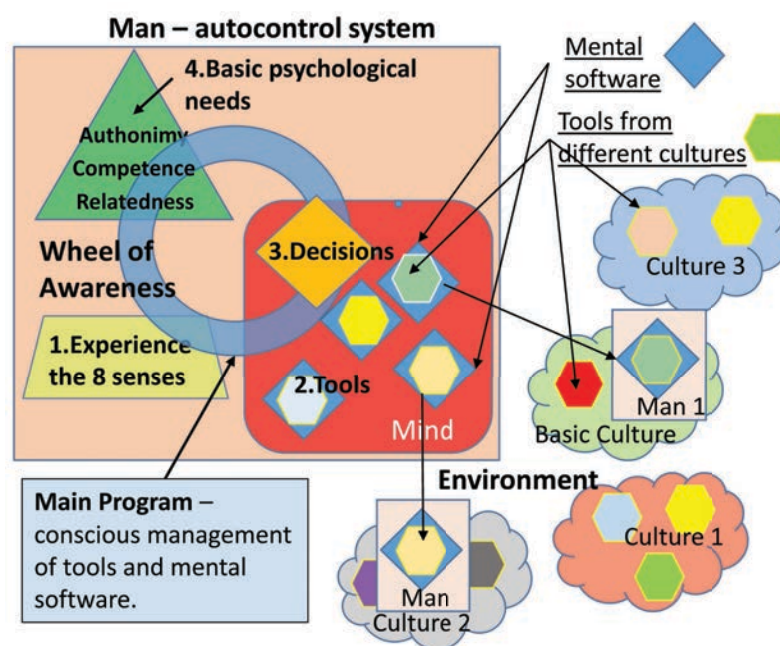 Man – autocontrol system
4.Basic psychological
needs
Authonimy
Competence
Relatedness
Wheel of
Awareness
1.Experience
the 8 senses
3.Decisions
2.Tools
Mind
Mental
software
Tools from
different cultures
Culture 3
Man 1
Basic Culture
Environment
Culture 1
Man
Culture 2
Main Program –
conscious management
of tools and mental
software.